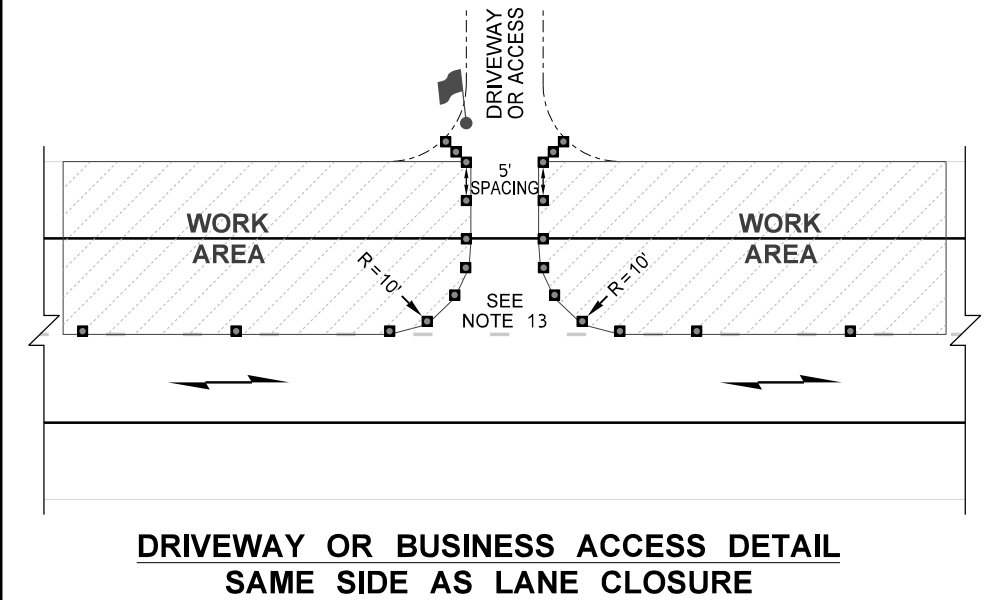 DRIVEWAY
OR ACCESS
5'
SPACING
WORK
AREA
WORK
AREA
R=10'
R=10'
SEE
NOTE 13
DRIVEWAY OR BUSINESS ACCESS DETAIL
SAME SIDE AS LANE CLOSURE